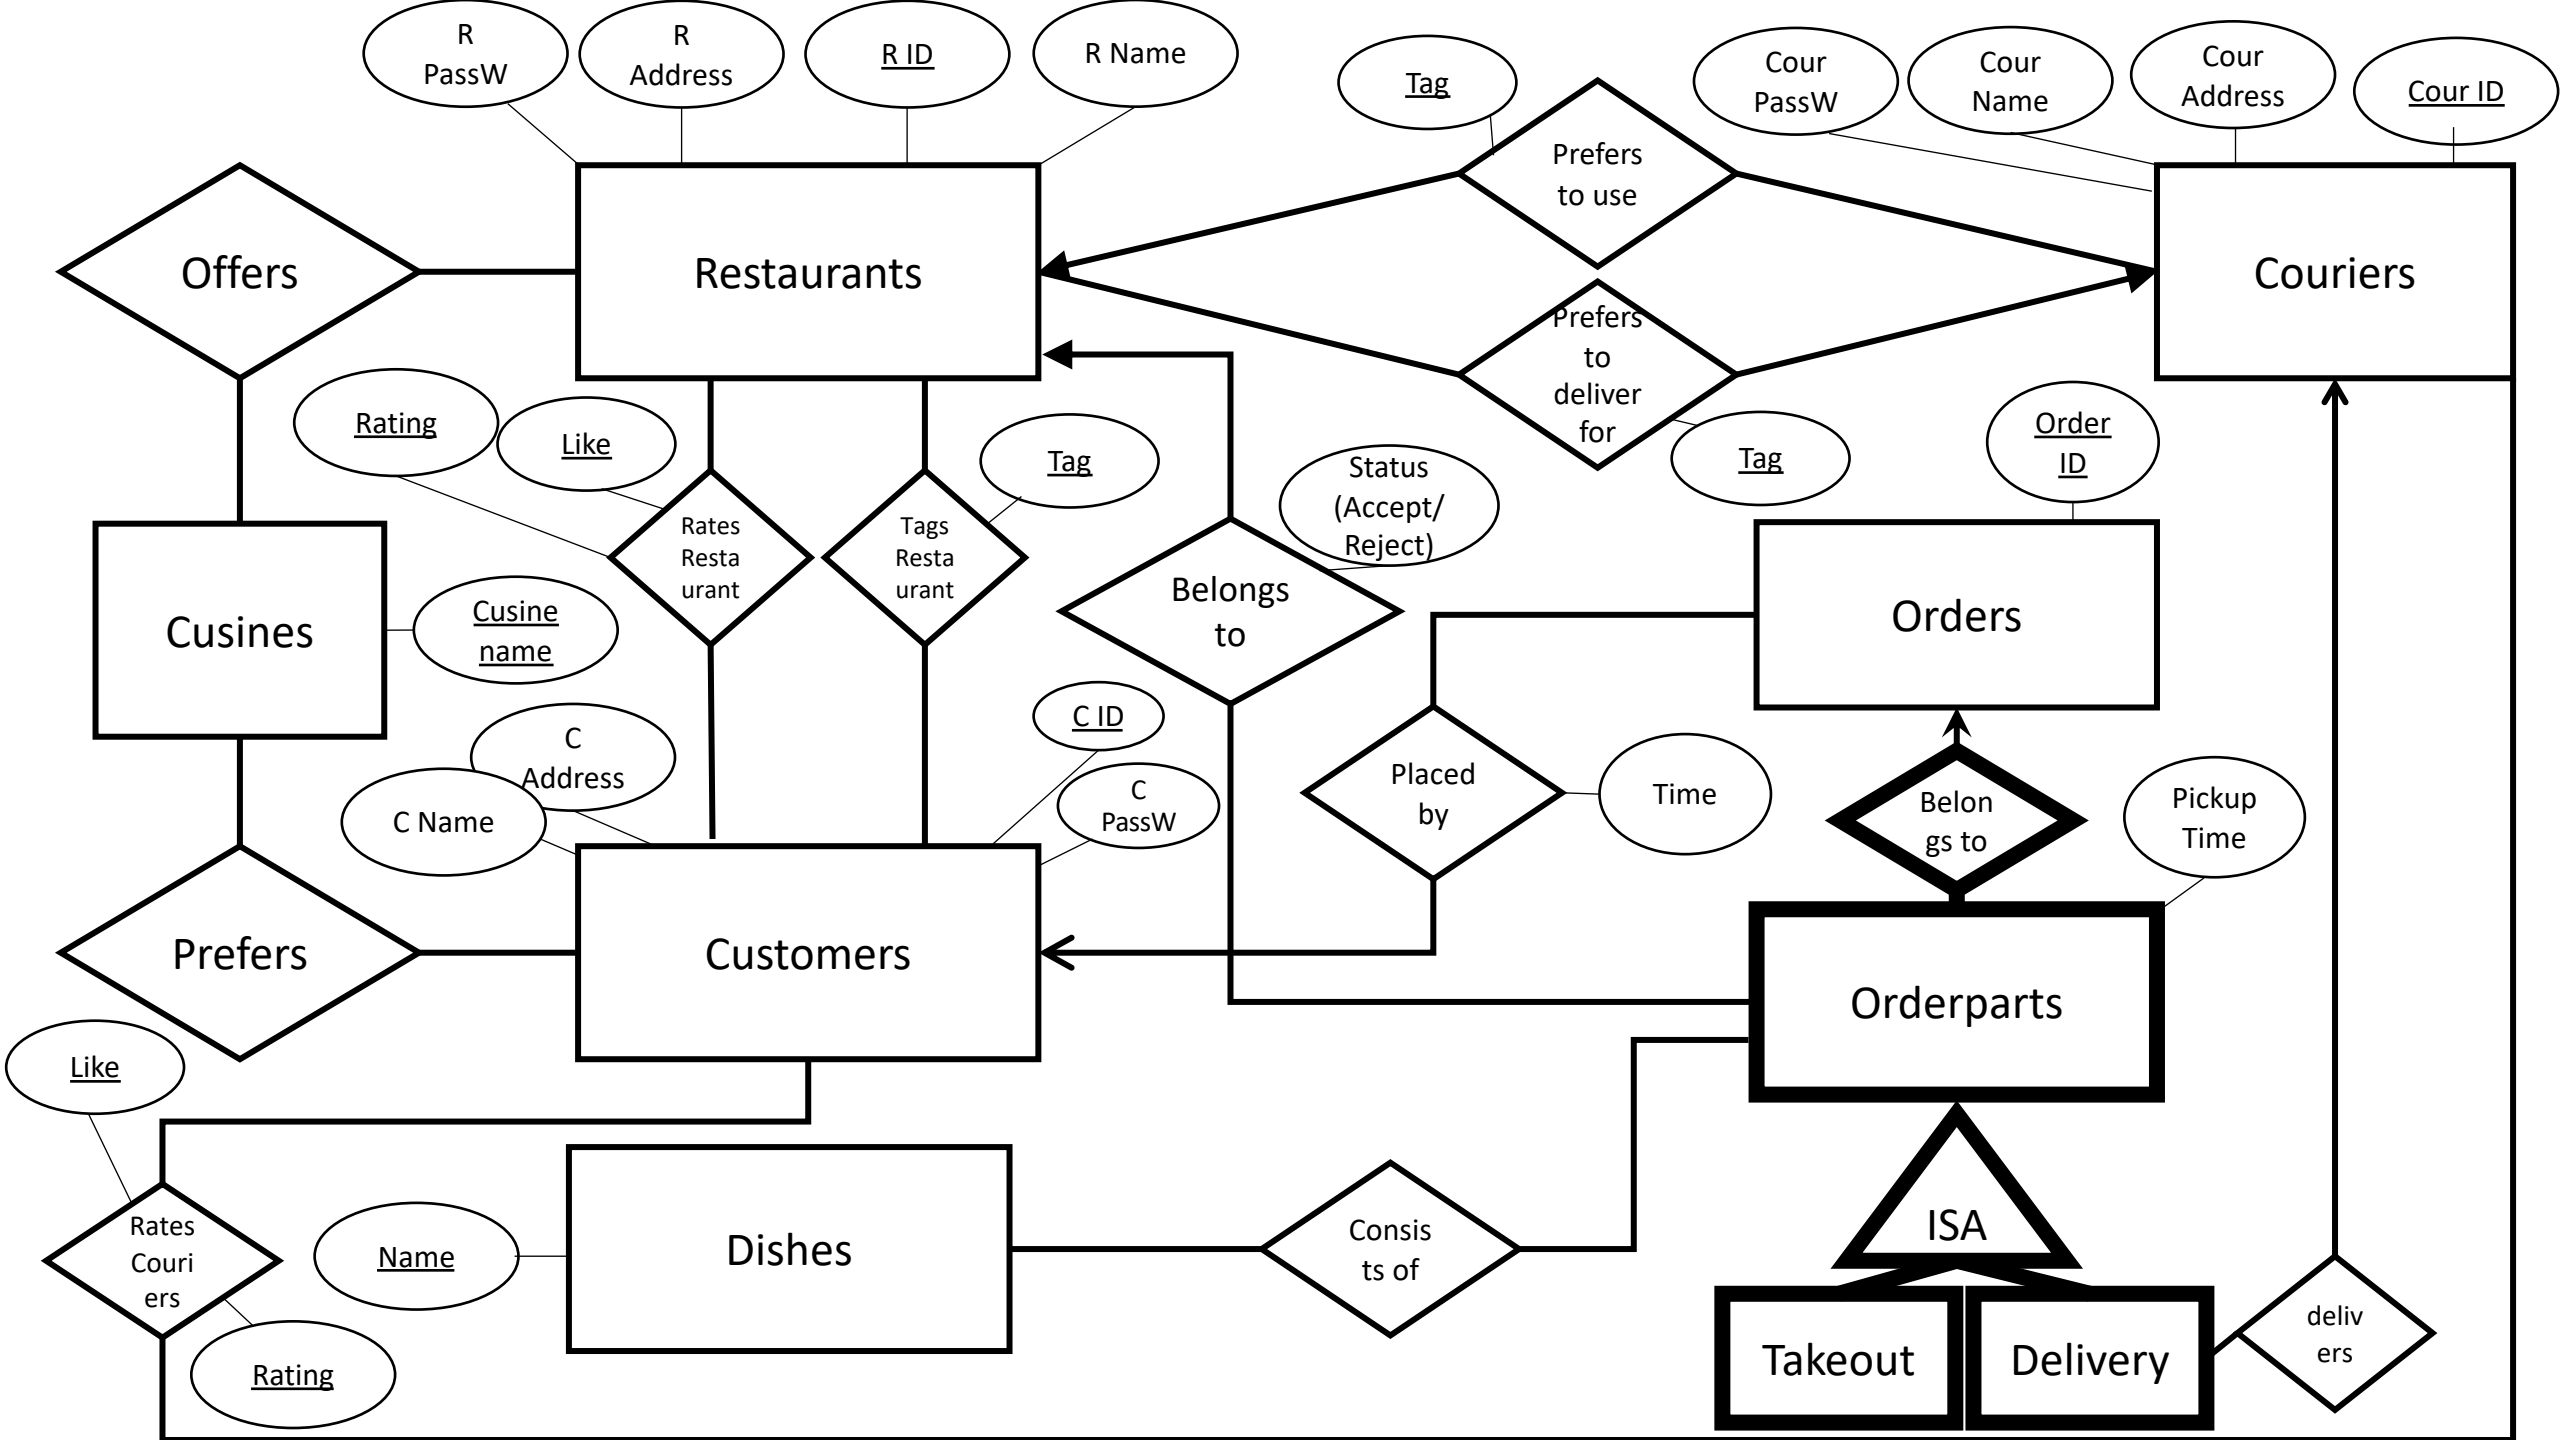 R
PassW
R
Address
R ID
R Name
Tag
Cour
PassW
Cour
Name
Cour
Address
Cour ID
Prefers
to use
Offers
Restaurants
Couriers
Prefers
to
deliver
for
Tag
Rating
Like
Tag
Status
(Accept/
Reject)
Order
ID
Rates
Resta
urant
Tags
Resta
urant
Belongs
to
Orders
Cusines
Cusine
name
C
Address
C Name
C ID
C
PassW
Placed
by
Time
Belon
gs to
Pickup
Time
Prefers
Customers
Orderparts
Like
Rates
Couri
ers
Name
Dishes
Consis
ts of
ISA
Rating
Takeout
Delivery
deliv
ers